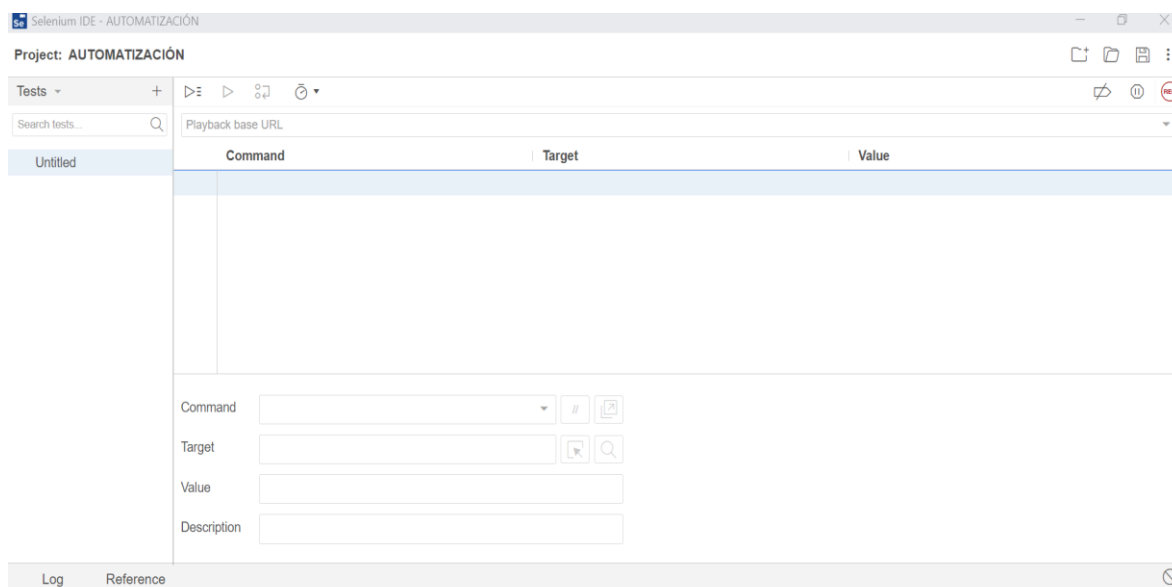 Se Selenium IDE - AUTOMATIZACIÓN
Project: AUTOMATIZACIÓN
Tests
Search tests...
Playback base URL
Untitled
Command Target Value
Command
//
Target
Value
Description
Log Reference